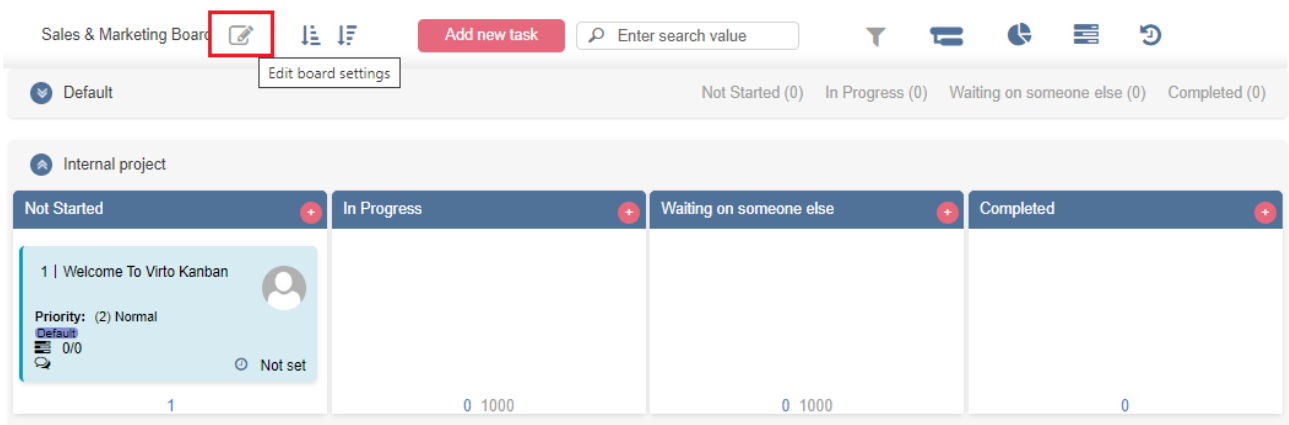 Sales & Marketing Board
Add new task
Enter search value
Edit board settings
Default
Not Started (0) In Progress (0) Waiting on someone else (0) Completed (0)
Internal project
Not Started +
In Progress +
Waiting on someone else +
Completed +
1 | Welcome To Virto Kanban
Priority: (2) Normal
Default
0/0
Not set
1
0 1000
0 1000
0